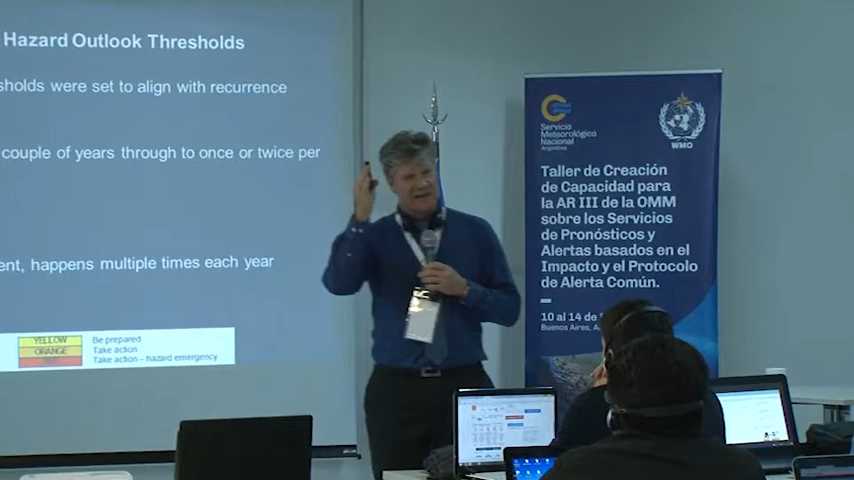 Hazard Outlook Thresholds
sholds were set to align with recurrence
couple of years through to once or twice per
ent, happens multiple times each year
YELLOW Be prepared
ORANGE Take action
Take action - hazard emergency
Servicio
Meteorológico
Nacional
Argentina
WMO
Taller de Creación
de Capacidad para
la AR III de la OMM
sobre los Servicios
de Pronósticos y
Alertas basados en el
Impacto y el Protocolo
de Alerta Común.
10 al 14 de
Buenos Aires, A